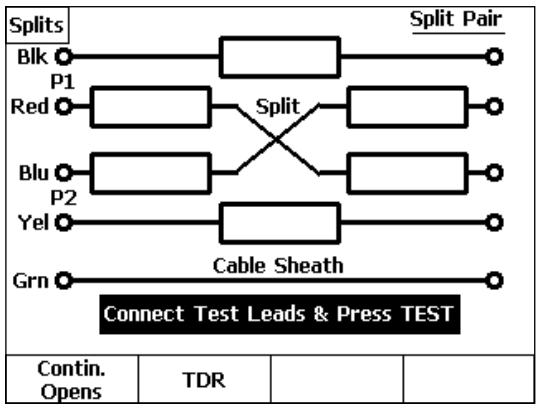 Splits
Split Pair
Blk
P1
Red
Split
Blu
P2
Yel
Cable Sheath
Grn
Connect Test Leads & Press TEST
Contin.
Opens
TDR